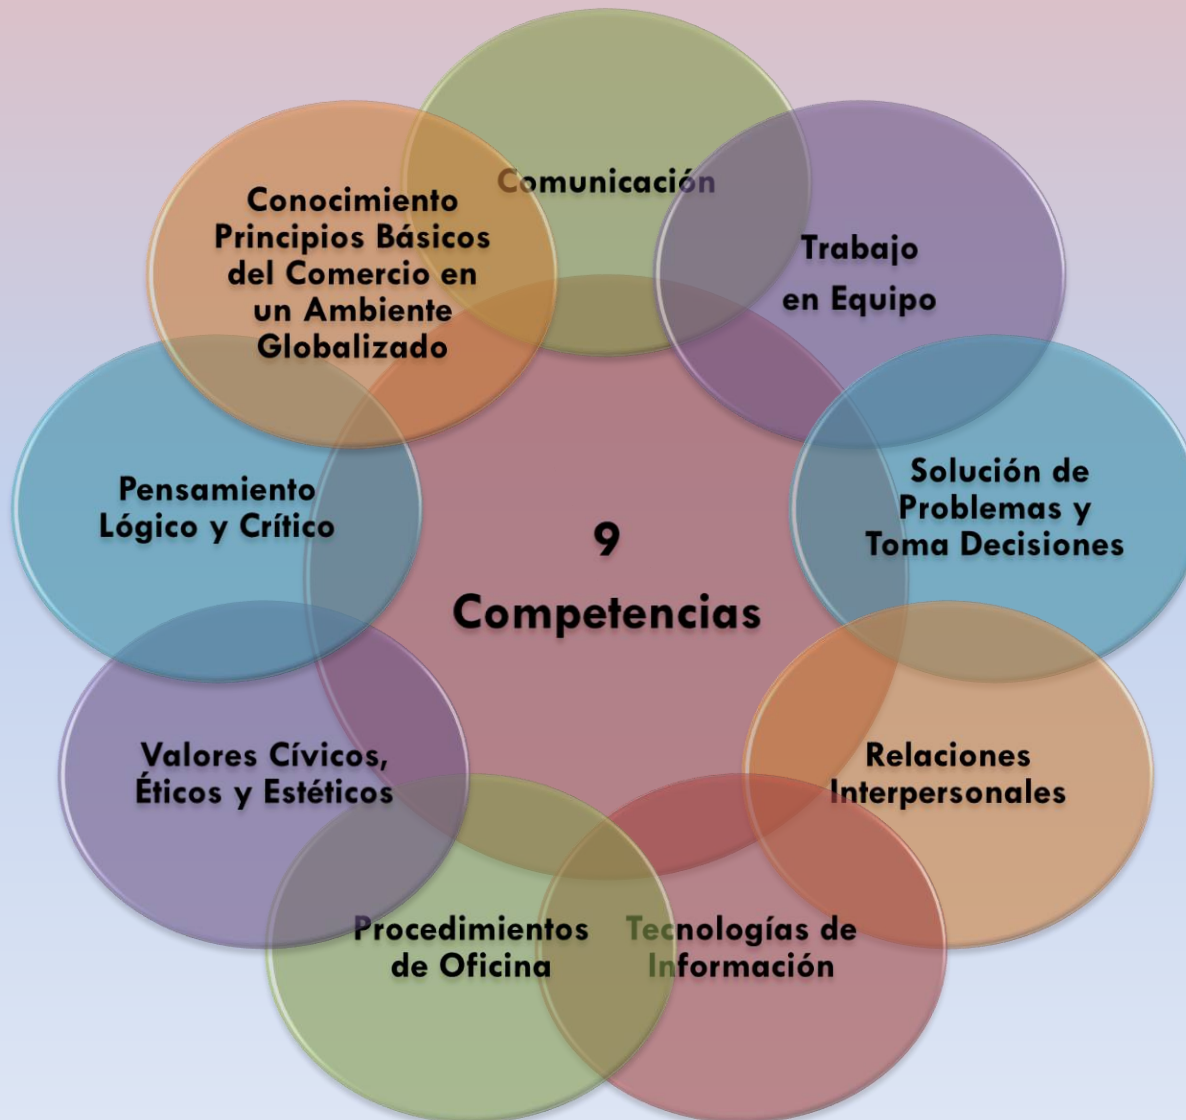 Comunicación
Trabajo
en Equipo
Solución de
Problemas y
Toma Decisiones
Relaciones
Interpersonales
Tecnologías de
Información
Procedimientos
de Oficina
Valores Cívicos,
Éticos y Estéticos
Pensamiento
Lógico y Crítico
Conocimiento
Principios Básicos
del Comercio en
un Ambiente
Globalizado
9
Competencias